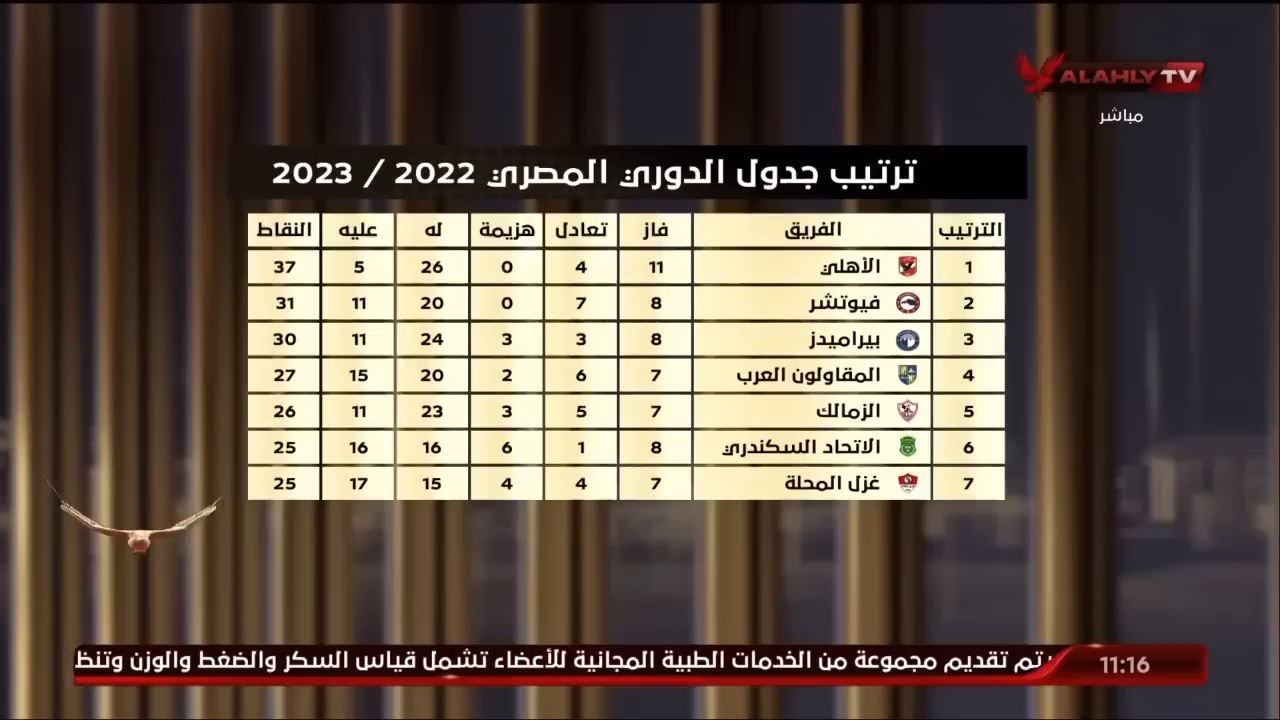 ALAHLY TV
مباشر
ترتيب جدول الدوري المصري 2022 / 2023
الترتيب الفريق فاز تعادل هزيمة له عليه النقاط
1 الأهلي 11 4 0 26 5 37
2 فيوتشر 8 7 0 20 11 31
3 بيراميدز 8 3 3 24 11 30
4 المقاولون العرب 7 6 2 20 15 27
5 الزمالك 7 5 3 23 11 26
6 الاتحاد السكندري 8 1 6 16 16 25
7 غزل المحلة 7 4 4 15 17 25
يتم تقديم مجموعة من الخدمات الطبية المجانية للأعضاء تشمل قياس السكر والضغط والوزن وتنظ
11:16